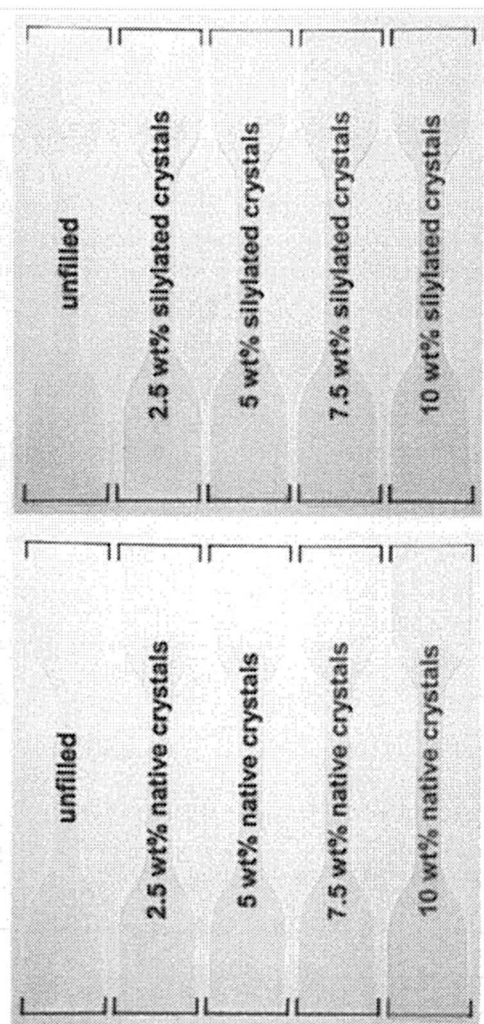 unfilled
2.5 wt% silylated crystals
5 wt% silylated crystals
7.5 wt% silylated crystals
10 wt% silylated crystals
unfilled
2.5 wt% native crystals
5 wt% native crystals
7.5 wt% native crystals
10 wt% native crystals